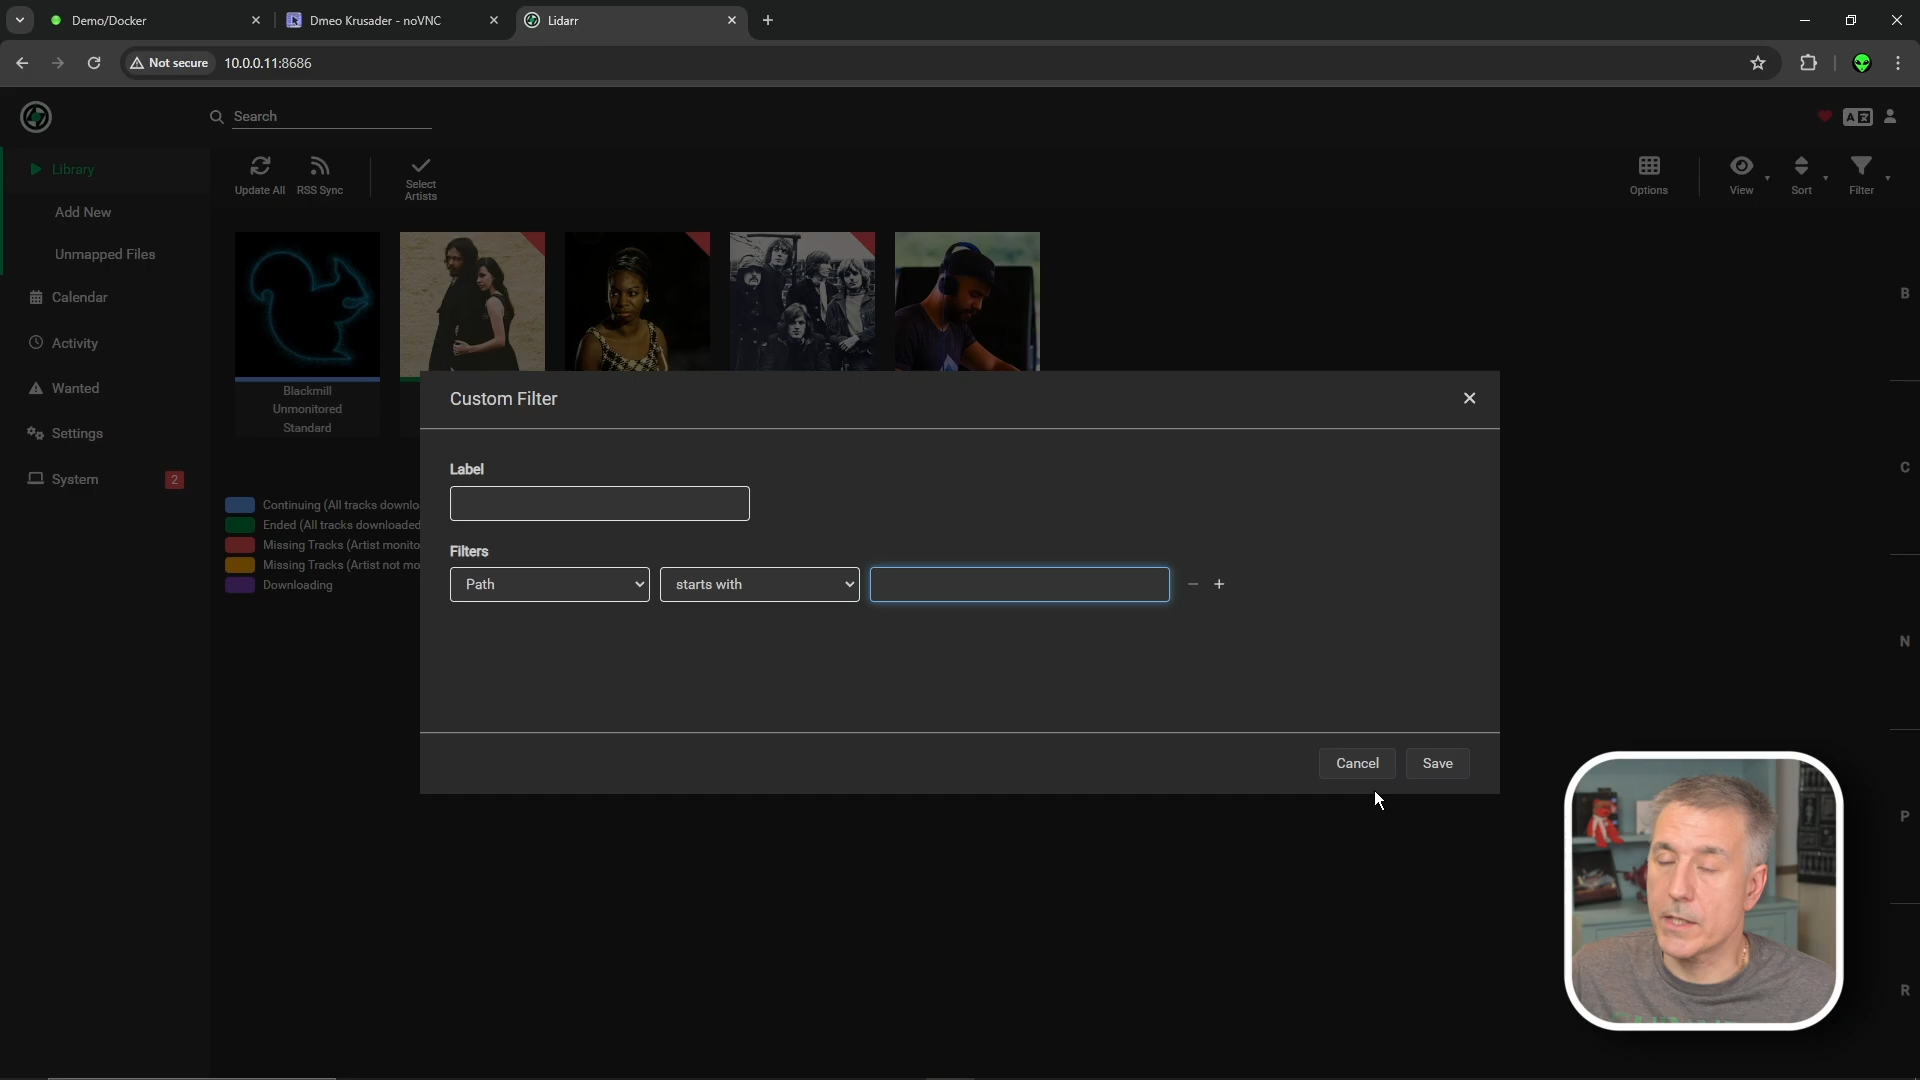 Demo/Docker
Dmeo Krusader - noVNC
Lidarr
Not secure
10.0.0.11:8686
Search
Library
Add New
Unmapped Files
Calendar
Activity
Wanted
Settings
System
2
Update All
RSS Sync
Select
Artists
Options
View
Sort
Filter
Blackmill
Unmonitored
Standard
Continuing (All tracks downlo
Ended (All tracks downloaded
Missing Tracks (Artist monito
Missing Tracks (Artist not mo
Downloading
Custom Filter
Label
Filters
Path
starts with
Cancel
Save
B
C
N
P
R